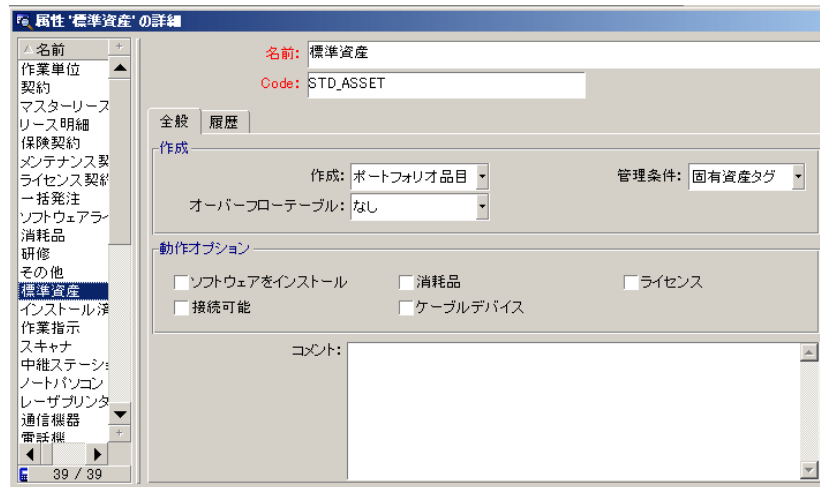 属性 '標準資産' の詳細
名前
作業単位
契約
マスターリース
リース明細
保険契約
メンテナンス契
ライセンス契約
一括発注
ソフトウェアライ
消耗品
研修
その他
標準資産
インストール済
作業指示
スキャナ
中継ステーショ
ノートパソコン
レーザプリンタ
通信機器
電話機
39 / 39
名前: 標準資産
Code: STD_ASSET
全般 履歴
作成
作成: ポートフォリオ品目 管理条件: 固有資産タグ
オーバーフローテーブル: なし
動作オプション
ソフトウェアをインストール 消耗品 ライセンス
接続可能 ケーブルデバイス
コメント: